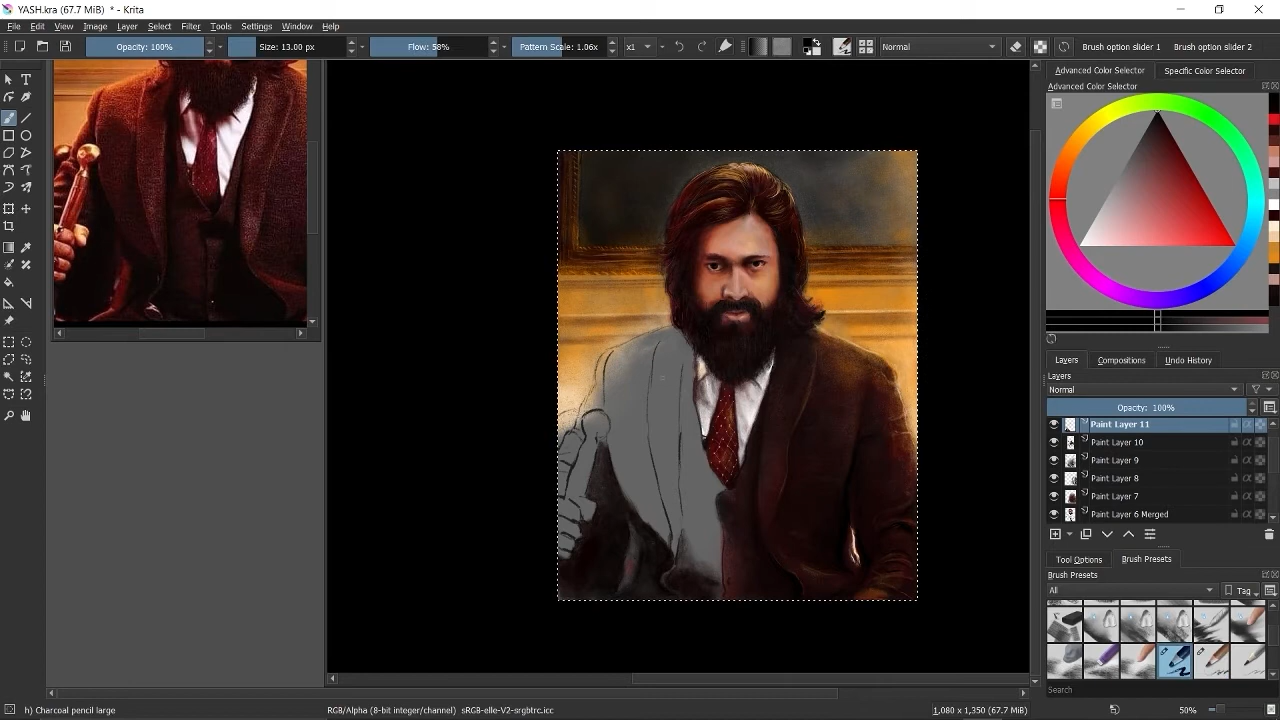 YASH.kra (67.7 MiB) * - Krita
File Edit View Image Layer Select Filter Tools Settings Window Help
Opacity: 100% Size: 13.00 px Flow: 58% Pattern Scale: 1.06x x1 Normal Brush option slider 1 Brush option slider 2
Advanced Color Selector Specific Color Selector
Advanced Color Selector
Layers Compositions Undo History
Layers
Normal
Opacity: 100%
Paint Layer 11
Paint Layer 10
Paint Layer 9
Paint Layer 8
Paint Layer 7
Paint Layer 6 Merged
Tool Options Brush Presets
Brush Presets
All Tag
Search
h) Charcoal pencil large RGB/Alpha (8-bit integer/channel) sRGB-elle-V2-srgbtrc.icc 1,080 x 1,350 (67.7 MiB) 50%